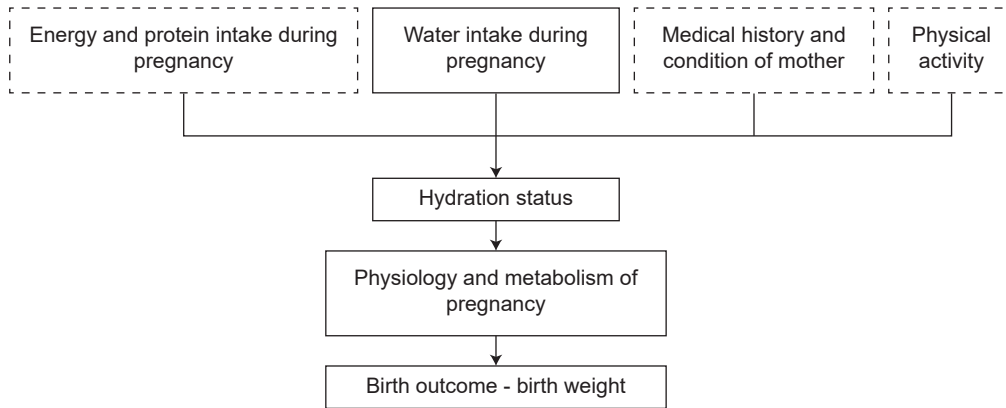 Energy and protein intake during
pregnancy
Water intake during
pregnancy
Medical history and
condition of mother
Physical
activity
Hydration status
Physiology and metabolism of
pregnancy
Birth outcome - birth weight